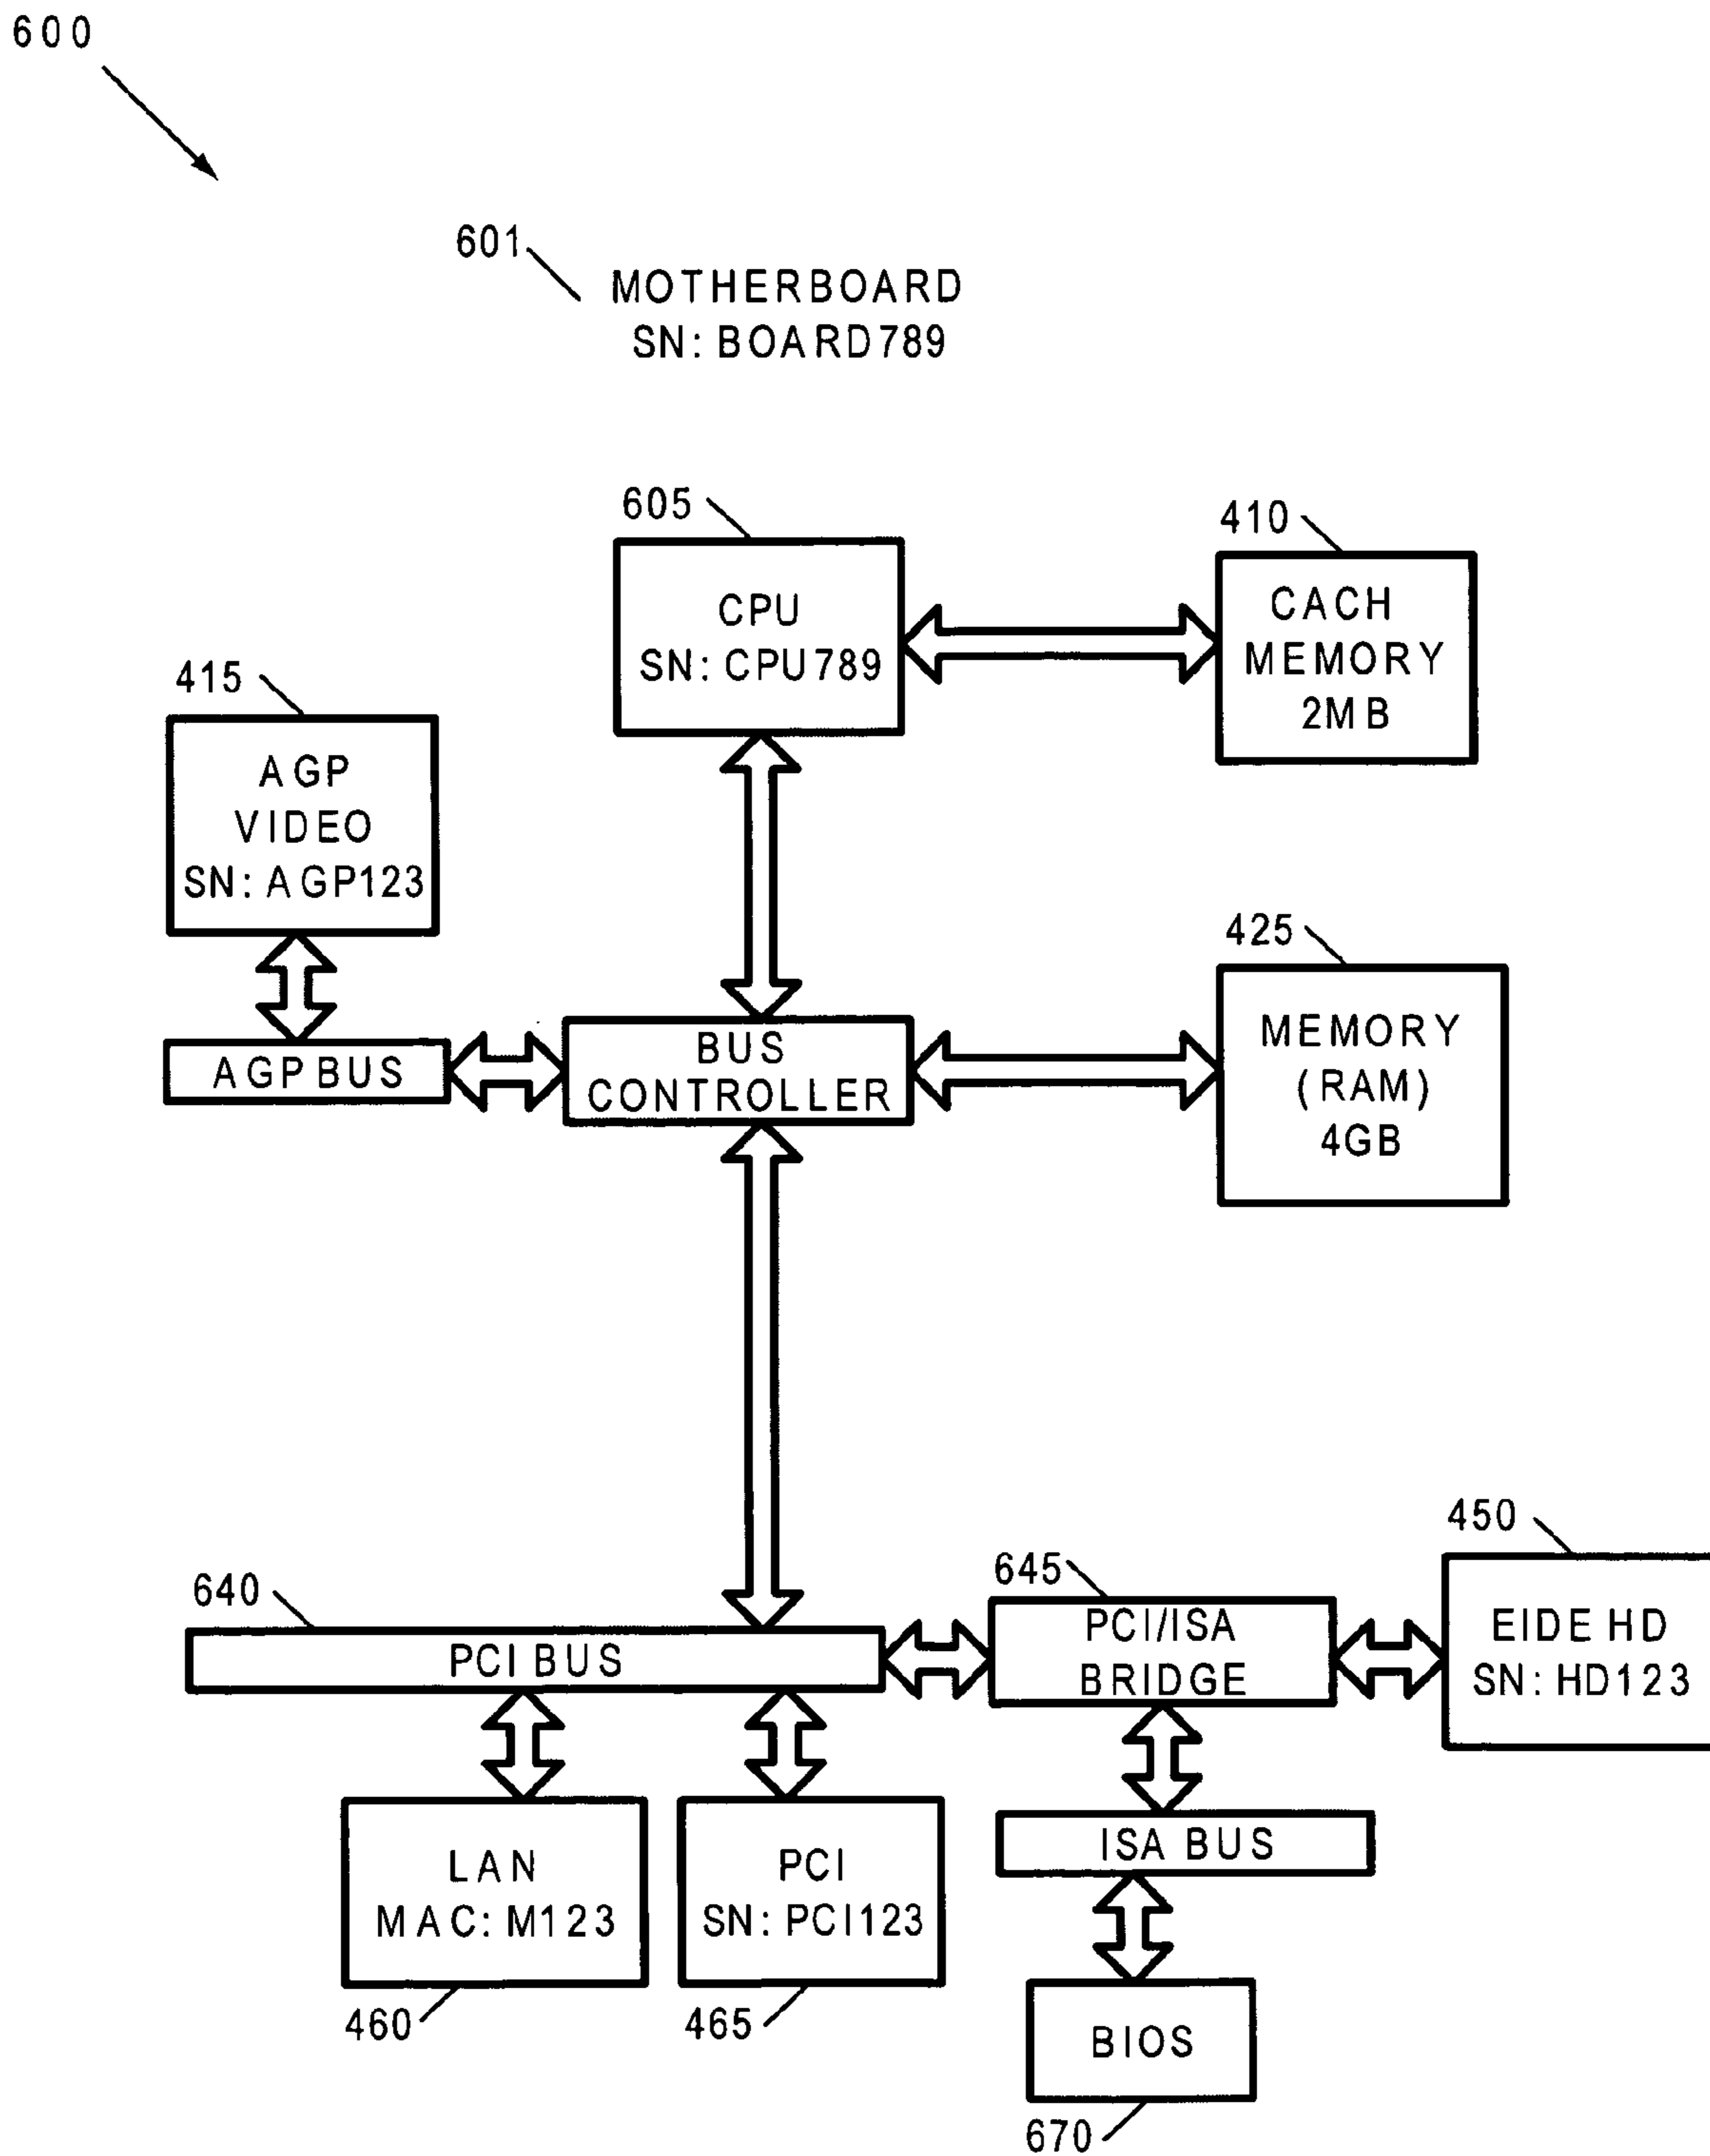 600
601
MOTHERBOARD
SN: BOARD789
605
CPU
SN: CPU789
410
CACH
MEMORY
2MB
415
AGP
VIDEO
SN: AGP123
425
MEMORY
(RAM)
4GB
AGP BUS
BUS
CONTROLLER
640
PCI BUS
645
PCI/ISA
BRIDGE
450
EIDE HD
SN: HD123
LAN
MAC: M123
460
PCI
SN: PCI123
465
ISA BUS
BIOS
670